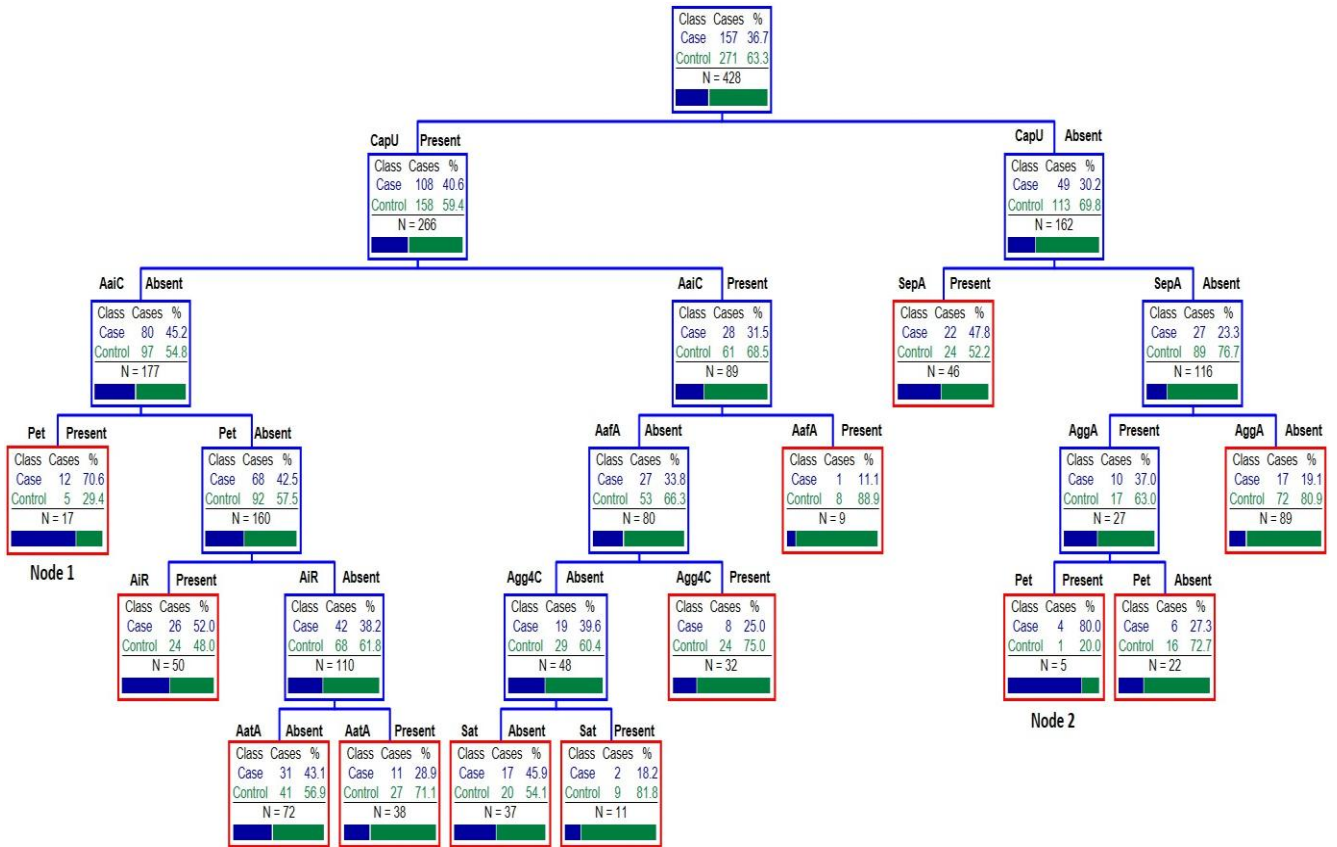 Class Cases %
Case 157 36.7
Control 271 63.3
N = 428
CapU Present
Class Cases %
Case 108 40.6
Control 158 59.4
N = 266
CapU Absent
Class Cases %
Case 49 30.2
Control 113 69.8
N = 162
AaiC Absent
Class Cases %
Case 80 45.2
Control 97 54.8
N = 177
AaiC Present
Class Cases %
Case 28 31.5
Control 61 68.5
N = 89
SepA Present
Class Cases %
Case 22 47.8
Control 24 52.2
N = 46
SepA Absent
Class Cases %
Case 27 23.3
Control 89 76.7
N = 116
Pet Present
Class Cases %
Case 12 70.6
Control 5 29.4
N = 17
Node 1
Pet Absent
Class Cases %
Case 68 42.5
Control 92 57.5
N = 160
AafA Absent
Class Cases %
Case 27 33.8
Control 53 66.3
N = 80
AafA Present
Class Cases %
Case 1 11.1
Control 8 88.9
N = 9
AggA Present
Class Cases %
Case 10 37.0
Control 17 63.0
N = 27
AggA Absent
Class Cases %
Case 17 19.1
Control 72 80.9
N = 89
AiR Present
Class Cases %
Case 26 52.0
Control 24 48.0
N = 50
AiR Absent
Class Cases %
Case 42 38.2
Control 68 61.8
N = 110
Agg4C Absent
Class Cases %
Case 19 39.6
Control 29 60.4
N = 48
Agg4C Present
Class Cases %
Case 8 25.0
Control 24 75.0
N = 32
Pet Present
Class Cases %
Case 4 80.0
Control 1 20.0
N = 5
Node 2
Pet Absent
Class Cases %
Case 6 27.3
Control 16 72.7
N = 22
AatA Absent
Class Cases %
Case 31 43.1
Control 41 56.9
N = 72
AatA Present
Class Cases %
Case 11 28.9
Control 27 71.1
N = 38
Sat Absent
Class Cases %
Case 17 45.9
Control 20 54.1
N = 37
Sat Present
Class Cases %
Case 2 18.2
Control 9 81.8
N = 11